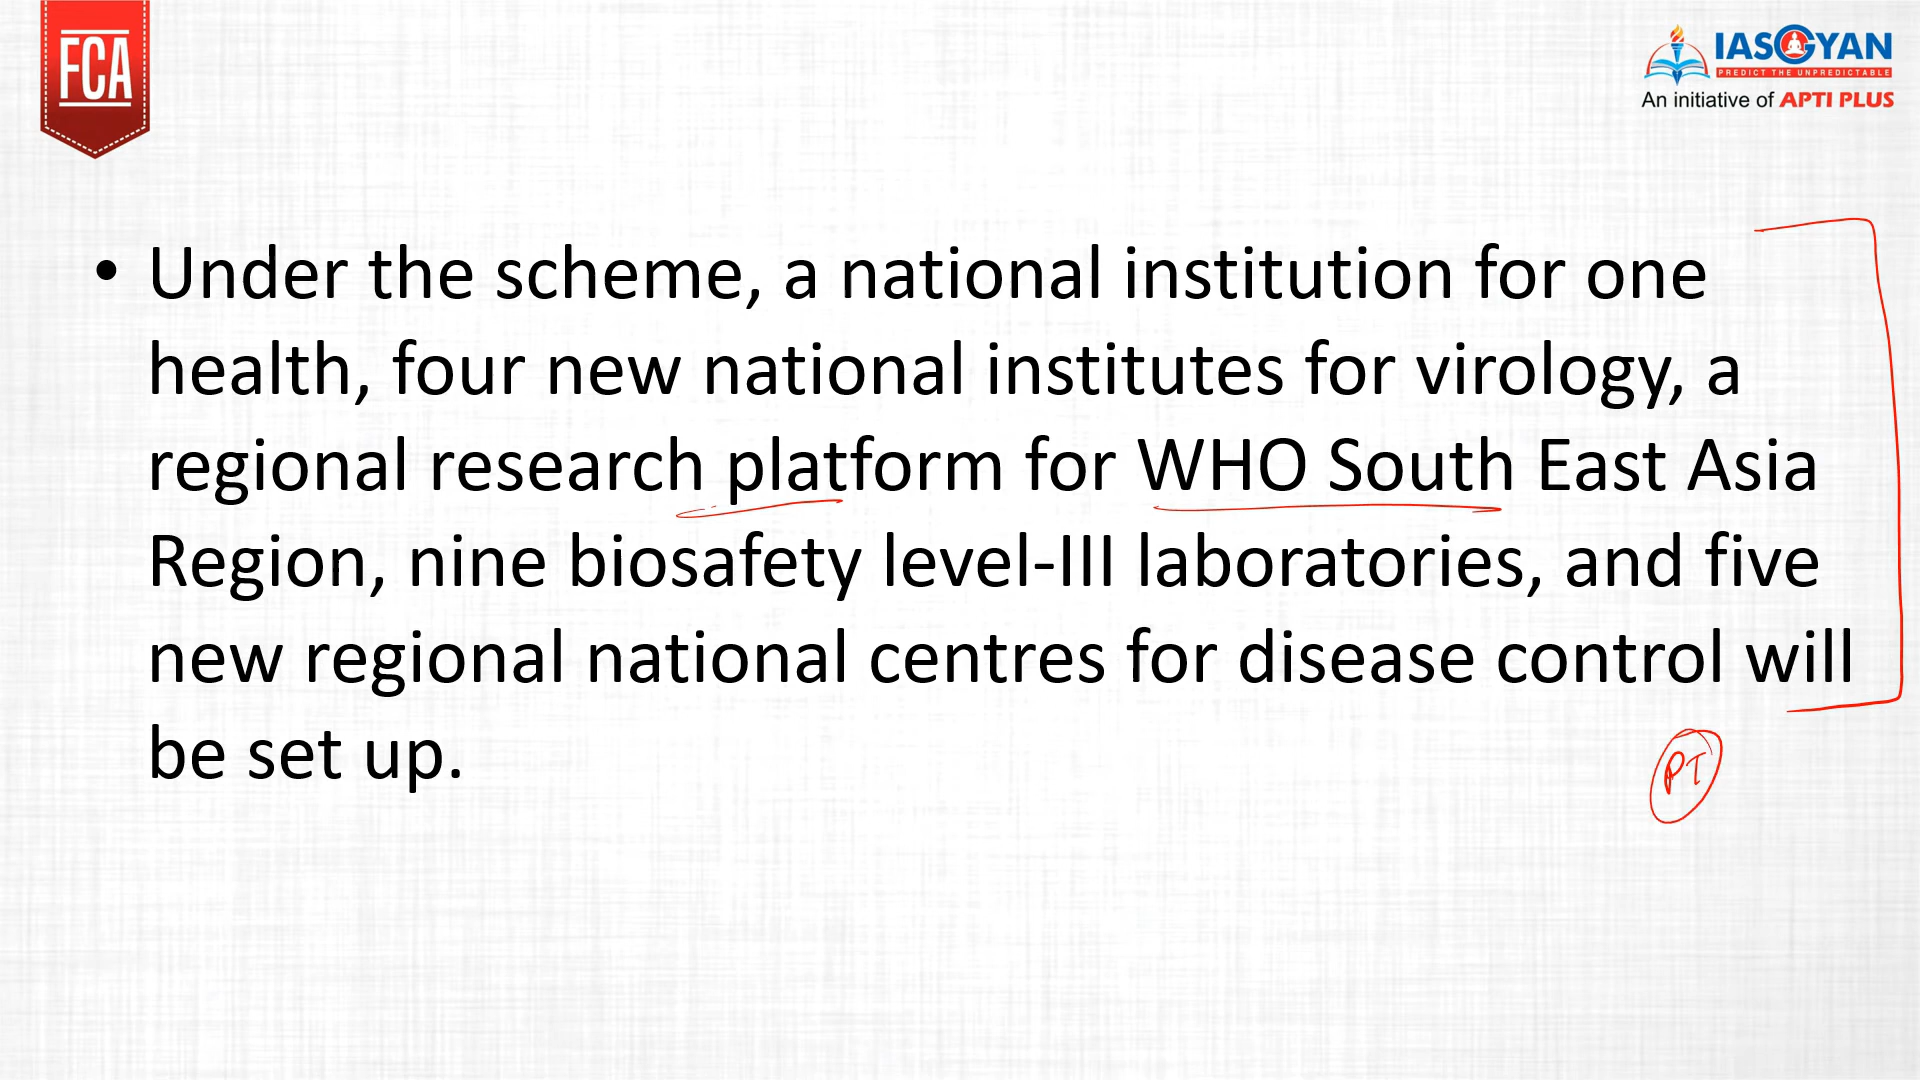 FCA
IASGYAN
PREDICT THE UNPREDICTABLE
An initiative of APTI PLUS
• Under the scheme, a national institution for one
health, four new national institutes for virology, a
regional research platform for WHO South East Asia
Region, nine biosafety level-III laboratories, and five
new regional national centres for disease control will
be set up.
PT